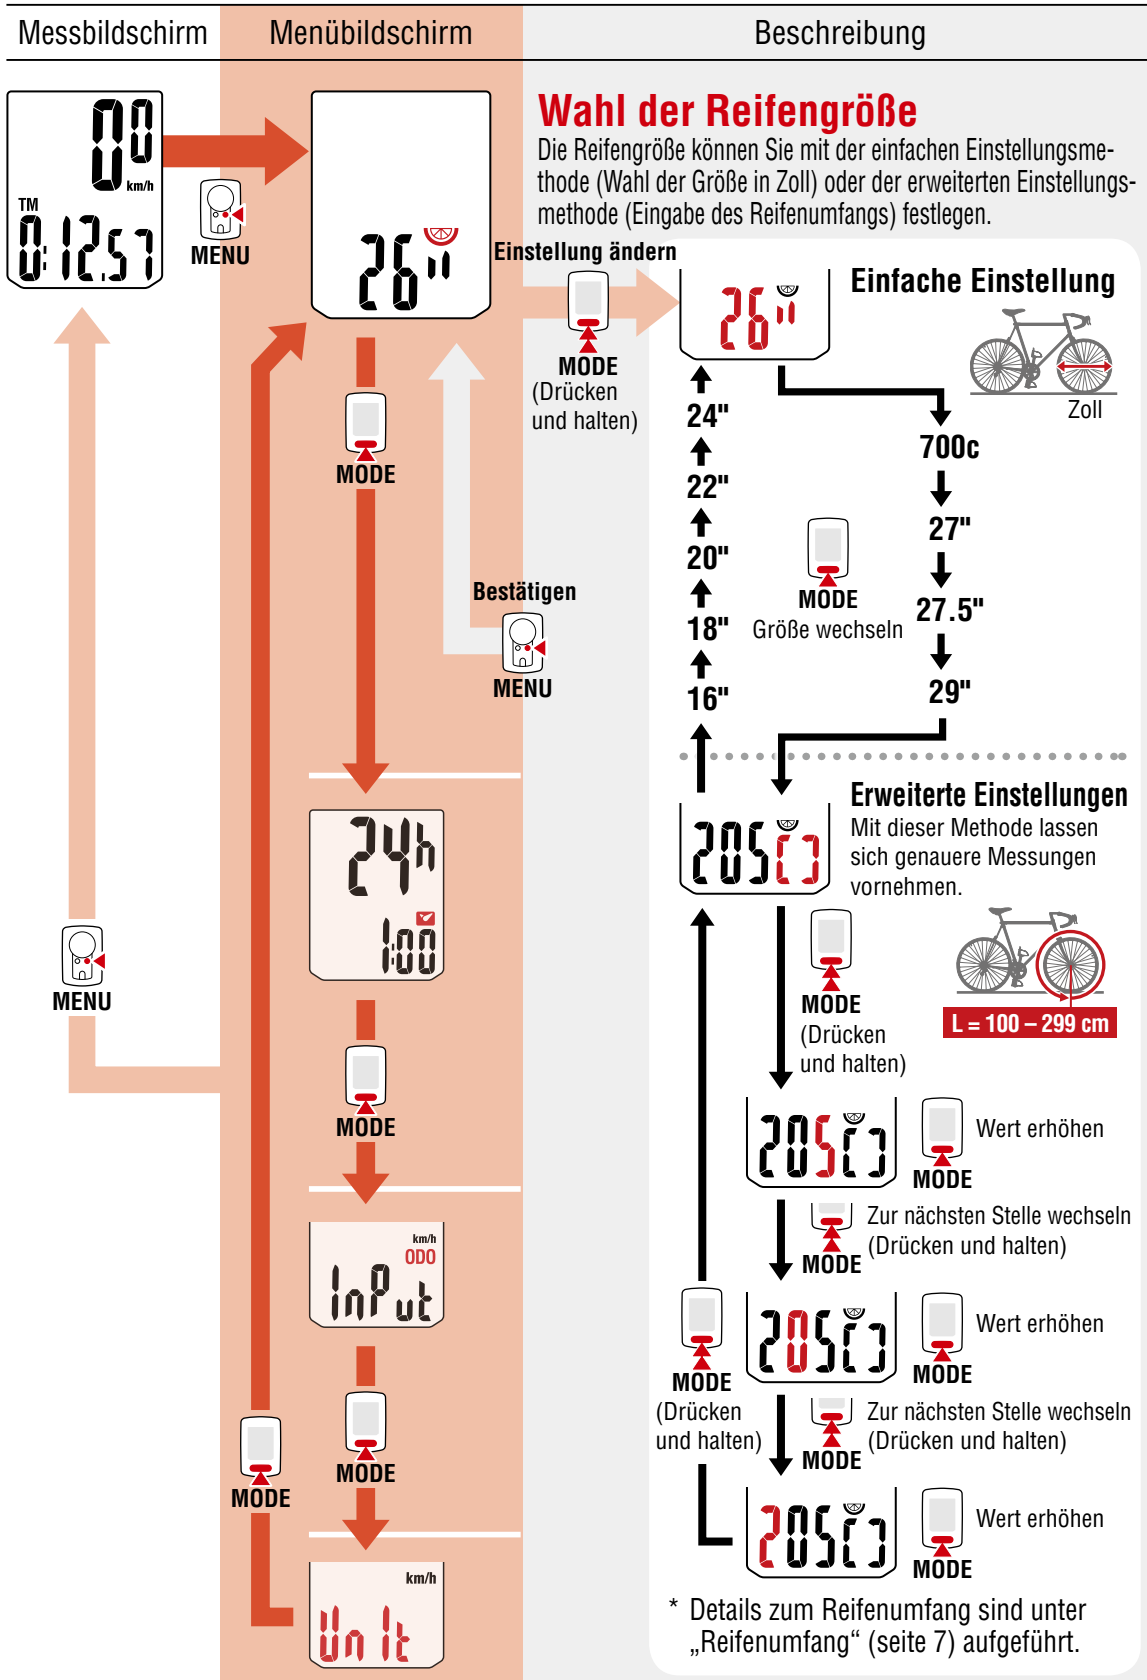 Messbildschirm
Menübildschirm
Beschreibung
00
km/h
TM
0:12.57
MENU
26"
Wahl der Reifengröße
Die Reifengröße können Sie mit der einfachen Einstellungsme-
thode (Wahl der Größe in Zoll) oder der erweiterten Einstellungs-
methode (Eingabe des Reifenumfangs) festlegen.
Einstellung ändern
MODE
(Drücken
und halten)
26"
Einfache Einstellung
Zoll
MODE
24"
22"
20"
18"
16"
700c
27"
27.5"
29"
MODE
Größe wechseln
Bestätigen
MENU
24h
1:00
MENU
MODE
205[]
Erweiterte Einstellungen
Mit dieser Methode lassen
sich genauere Messungen
vornehmen.
L = 100 – 299 cm
MODE
(Drücken
und halten)
205[]
Wert erhöhen
MODE
Zur nächsten Stelle wechseln
(Drücken und halten)
MODE
km/h
ODO
InPut
205[]
Wert erhöhen
MODE
MODE
(Drücken
und halten)
Zur nächsten Stelle wechseln
(Drücken und halten)
MODE
MODE
MODE
205[]
Wert erhöhen
MODE
km/h
UnIt
* Details zum Reifenumfang sind unter
„Reifenumfang“ (seite 7) aufgeführt.